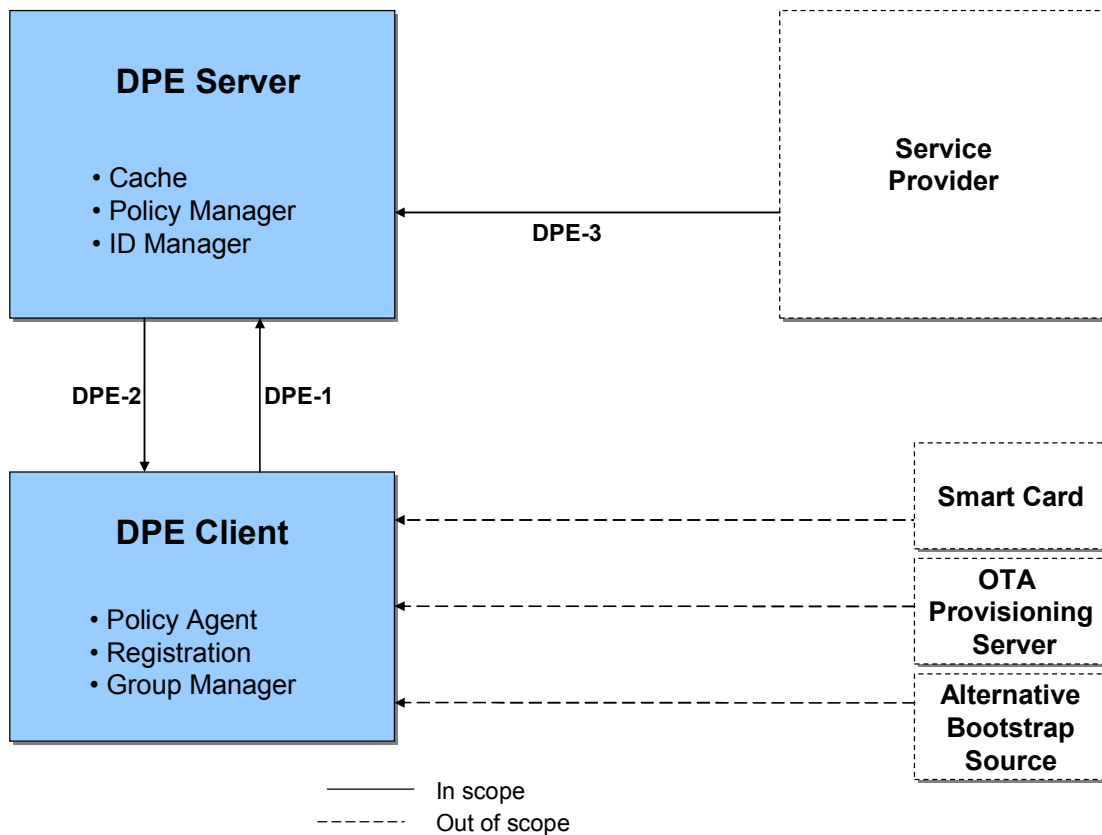 DPE Server
• Cache
• Policy Manager
• ID Manager
Service
Provider
DPE-3
DPE-2
DPE-1
DPE Client
• Policy Agent
• Registration
• Group Manager
Smart Card
OTA
Provisioning
Server
Alternative
Bootstrap
Source
In scope
Out of scope